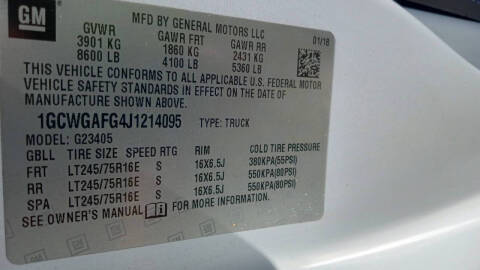 GM
MFD BY GENERAL MOTORS LLC
01/18
GVWR GAWR FRT GAWR RR
3901 KG 1860 KG 2431 KG
8600 LB 4100 LB 5360 LB
THIS VEHICLE CONFORMS TO ALL APPLICABLE U.S. FEDERAL MOTOR
VEHICLE SAFETY STANDARDS IN EFFECT ON THE DATE OF
MANUFACTURE SHOWN ABOVE.
1GCWGAFG4J1214095 TYPE: TRUCK
MODEL: G23405
GBLL TIRE SIZE SPEED RTG RIM COLD TIRE PRESSURE
FRT LT245/75R16E S 16X6.5J 380KPA(55PSI)
RR LT245/75R16E S 16X6.5J 550KPA(80PSI)
SPA LT245/75R16E S 16X6.5J 550KPA(80PSI)
SEE OWNER'S MANUAL FOR MORE INFORMATION.
GM GM GM